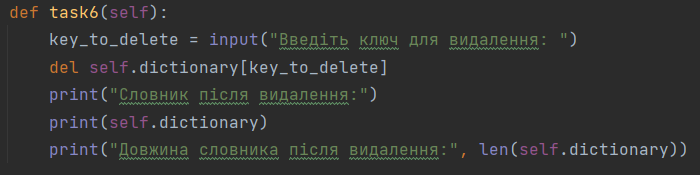 def task6(self):
    key_to_delete = input("Введіть ключ для видалення: ")
    del self.dictionary[key_to_delete]
    print("Словник після видалення:")
    print(self.dictionary)
    print("Довжина словника після видалення:", len(self.dictionary))